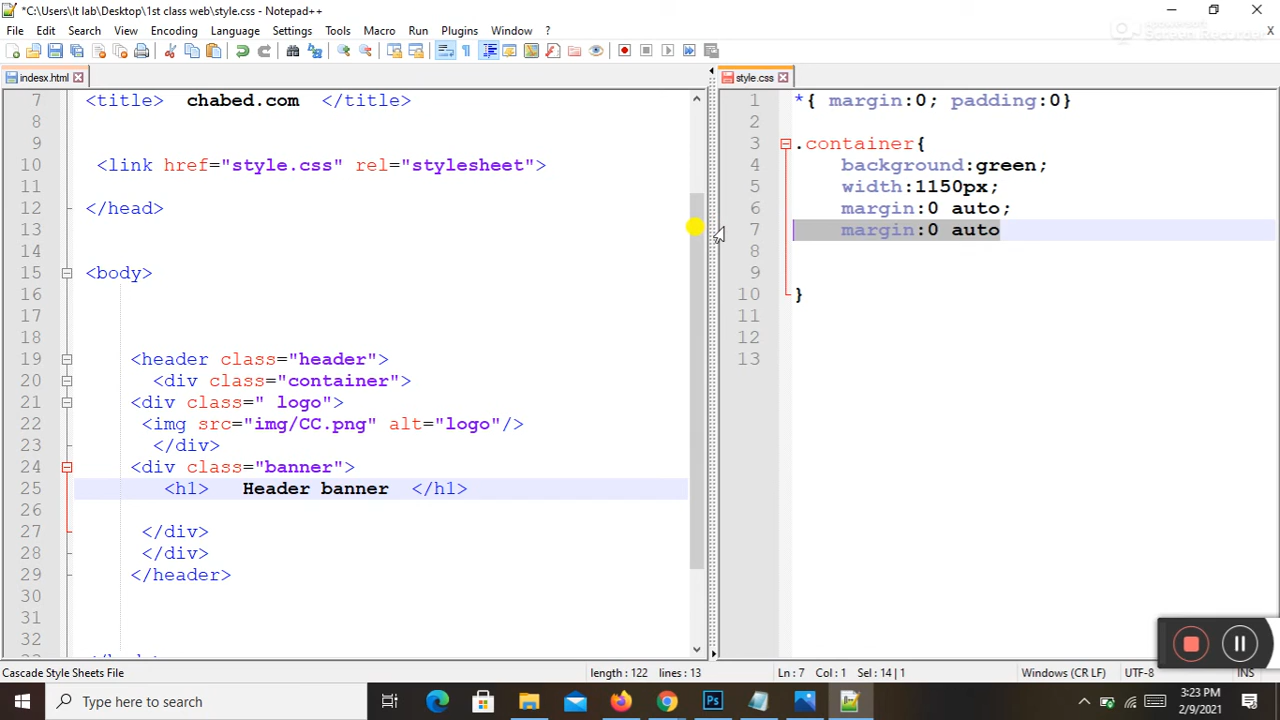 *C:\Users\lt lab\Desktop\1st class web\style.css - Notepad++
File Edit Search View Encoding Language Settings Tools Macro Run Plugins Window ?
X
indesx.html
style.css
7 <title> chabed.com </title>
8
9
10 <link href="style.css" rel="stylesheet">
11
12 </head>
13
14
15 <body>
16
17
18
19 <header class="header">
20 <div class="container">
21 <div class=" logo">
22 <img src="img/CC.png" alt="logo"/>
23 </div>
24 <div class="banner">
25 <h1> Header banner </h1>
26
27 </div>
28 </div>
29 </header>
30
31
32
1 *{ margin:0; padding:0}
2
3 .container{
4 background:green;
5 width:1150px;
6 margin:0 auto;
7 margin:0 auto
8
9
10 }
11
12
13
Cascade Style Sheets File length : 122 lines : 13 Ln : 7 Col : 1 Sel : 14 | 1 Windows (CR LF) UTF-8 INS
Type here to search
3:23 PM
2/9/2021